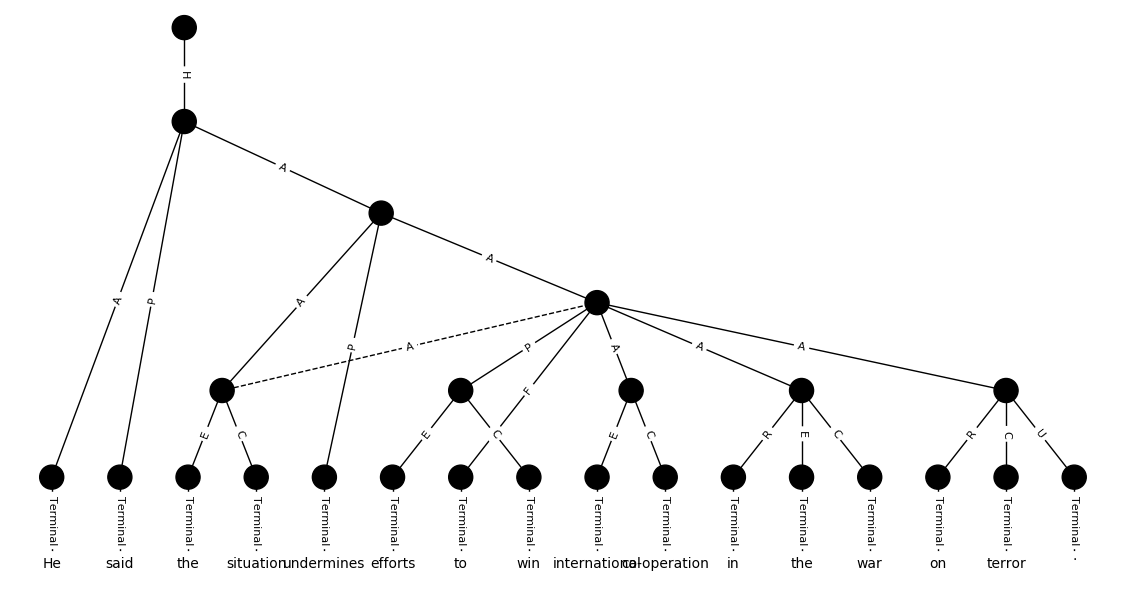 H
A
A
A
P
A
P
A
P
F
A
A
A
E
C
E
C
E
C
R
E
C
R
C
U
Terminal Terminal Terminal Terminal Terminal Terminal Terminal Terminal Terminal Terminal Terminal Terminal Terminal Terminal Terminal Terminal
He said the situation undermines efforts to win international co-operation in the war on terror .